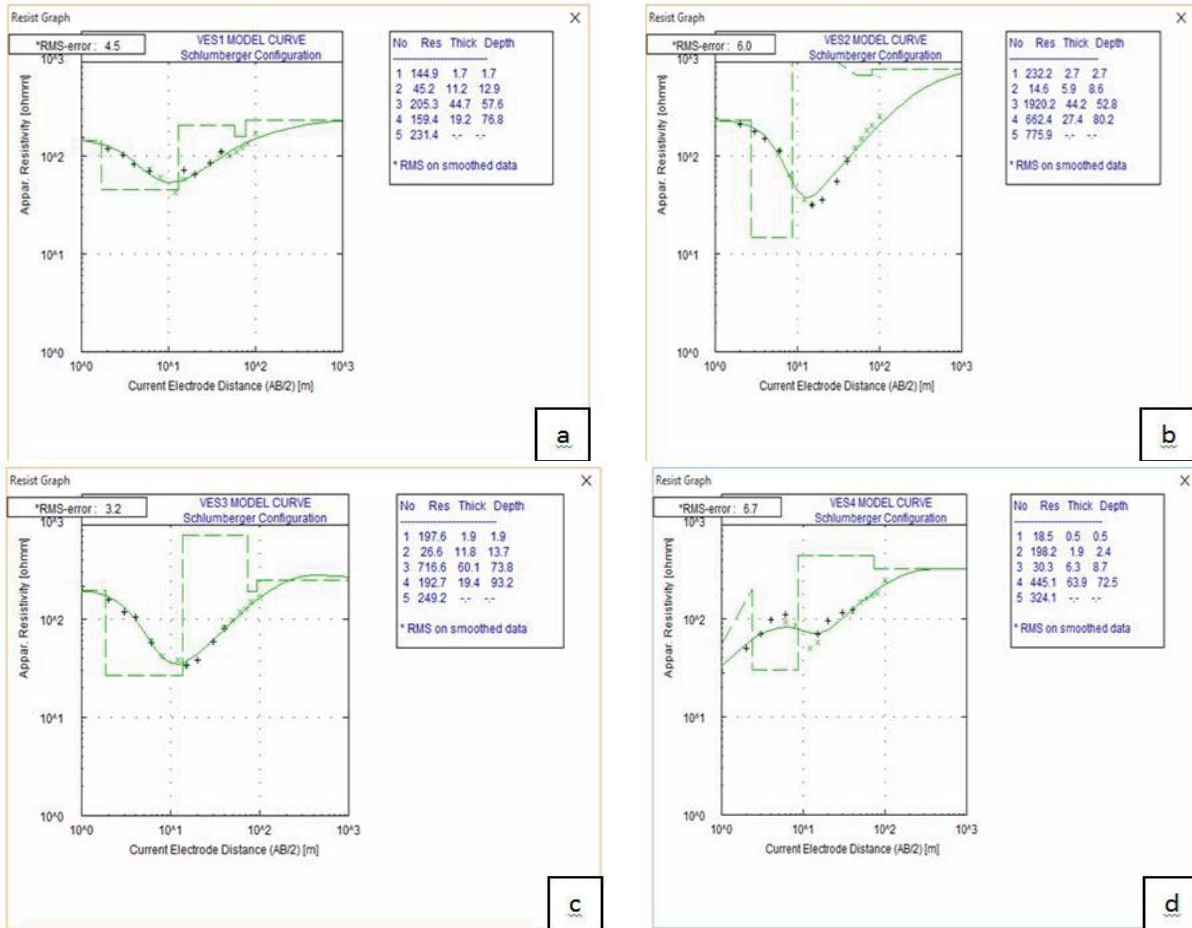 Resist Graph X
*RMS-error : 4.5
VES1 MODEL CURVE
Schlumberger Configuration
No Res Thick Depth
1 144.9 1.7 1.7
2 45.2 11.2 12.9
3 205.3 44.7 57.6
4 159.4 19.2 76.8
5 231.4 -.- -.-
* RMS on smoothed data
Appar. Resistivity [ohmm]
10^3
10^2
10^1
10^0
10^0 10^1 10^2 10^3
Current Electrode Distance (AB/2) [m]
a
Resist Graph X
*RMS-error : 6.0
VES2 MODEL CURVE
Schlumberger Configuration
No Res Thick Depth
1 232.2 2.7 2.7
2 14.6 5.9 8.6
3 1920.2 44.2 52.8
4 662.4 27.4 80.2
5 775.9 -.- -.-
* RMS on smoothed data
Appar. Resistivity [ohmm]
10^3
10^2
10^1
10^0
10^0 10^1 10^2 10^3
Current Electrode Distance (AB/2) [m]
b
Resist Graph X
*RMS-error : 3.2
VES3 MODEL CURVE
Schlumberger Configuration
No Res Thick Depth
1 197.6 1.9 1.9
2 26.6 11.8 13.7
3 716.6 60.1 73.8
4 192.7 19.4 93.2
5 249.2 -.- -.-
* RMS on smoothed data
Appar. Resistivity [ohmm]
10^3
10^2
10^1
10^0
10^0 10^1 10^2 10^3
Current Electrode Distance (AB/2) [m]
c
Resist Graph X
*RMS-error : 6.7
VES4 MODEL CURVE
Schlumberger Configuration
No Res Thick Depth
1 18.5 0.5 0.5
2 198.2 1.9 2.4
3 30.3 6.3 8.7
4 445.1 63.9 72.5
5 324.1 -.- -.-
* RMS on smoothed data
Appar. Resistivity [ohmm]
10^3
10^2
10^1
10^0
10^0 10^1 10^2 10^3
Current Electrode Distance (AB/2) [m]
d